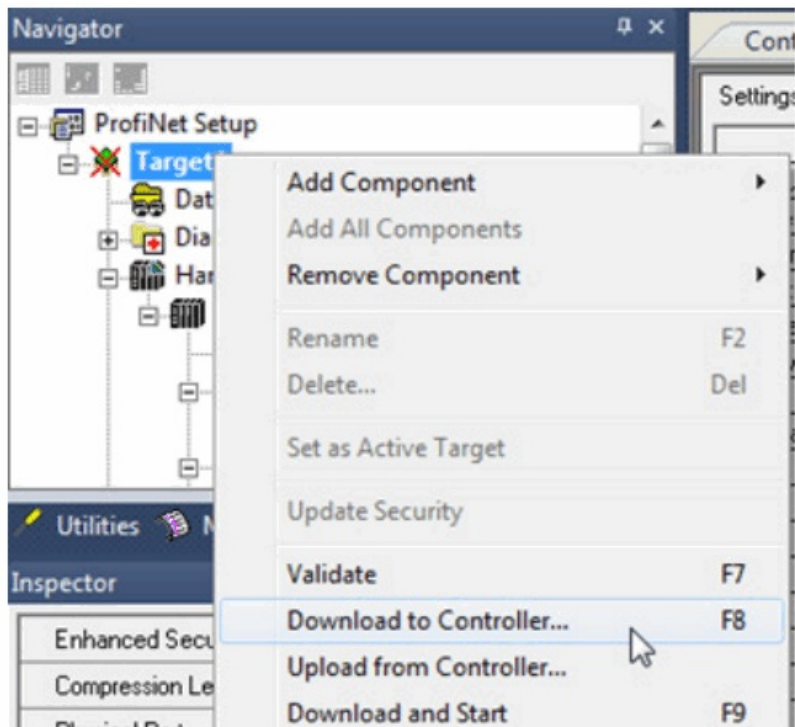 Navigator
Cont
Settings
ProfiNet Setup
Target
Dat
Dia
Har
Add Component
Add All Components
Remove Component
Rename F2
Delete... Del
Set as Active Target
Update Security
Validate F7
Download to Controller... F8
Upload from Controller...
Download and Start F9
Utilities
Inspector
Enhanced Secu
Compression Le